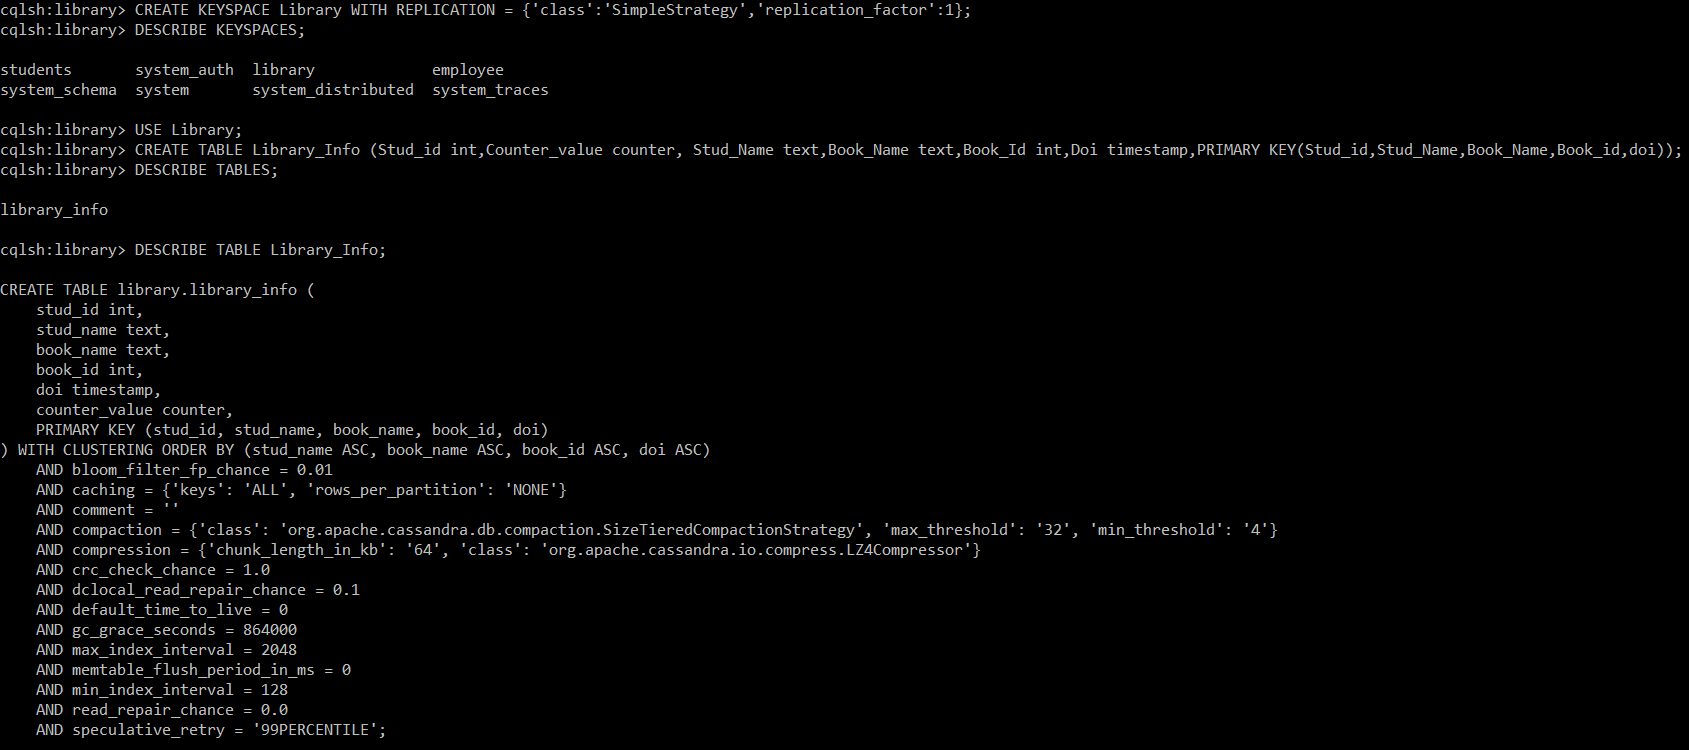 cqlsh:library> CREATE KEYSPACE Library WITH REPLICATION = {'class':'SimpleStrategy','replication_factor':1};
cqlsh:library> DESCRIBE KEYSPACES;
students       system_auth  library             employee
system_schema  system       system_distributed  system_traces
cqlsh:library> USE Library;
cqlsh:library> CREATE TABLE Library_Info (Stud_id int,Counter_value counter, Stud_Name text,Book_Name text,Book_Id int,Doi timestamp,PRIMARY KEY(Stud_id,Stud_Name,Book_Name,Book_id,doi));
cqlsh:library> DESCRIBE TABLES;
library_info
cqlsh:library> DESCRIBE TABLE Library_Info;
CREATE TABLE library.library_info (
    stud_id int,
    stud_name text,
    book_name text,
    book_id int,
    doi timestamp,
    counter_value counter,
    PRIMARY KEY (stud_id, stud_name, book_name, book_id, doi)
) WITH CLUSTERING ORDER BY (stud_name ASC, book_name ASC, book_id ASC, doi ASC)
    AND bloom_filter_fp_chance = 0.01
    AND caching = {'keys': 'ALL', 'rows_per_partition': 'NONE'}
    AND comment = ''
    AND compaction = {'class': 'org.apache.cassandra.db.compaction.SizeTieredCompactionStrategy', 'max_threshold': '32', 'min_threshold': '4'}
    AND compression = {'chunk_length_in_kb': '64', 'class': 'org.apache.cassandra.io.compress.LZ4Compressor'}
    AND crc_check_chance = 1.0
    AND dclocal_read_repair_chance = 0.1
    AND default_time_to_live = 0
    AND gc_grace_seconds = 864000
    AND max_index_interval = 2048
    AND memtable_flush_period_in_ms = 0
    AND min_index_interval = 128
    AND read_repair_chance = 0.0
    AND speculative_retry = '99PERCENTILE';